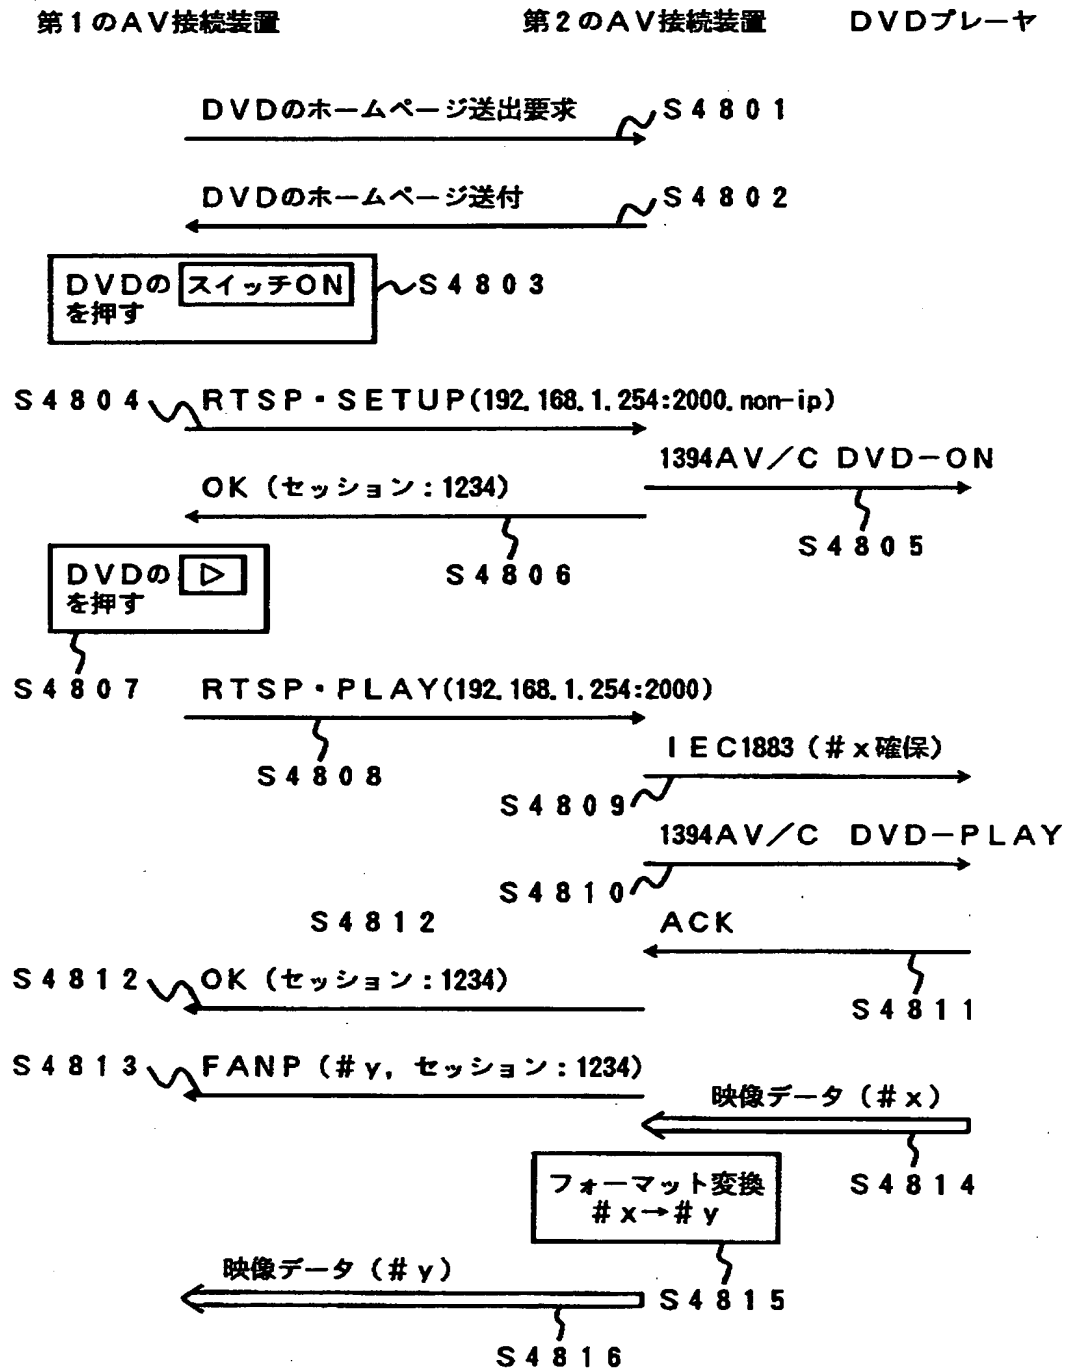 第1のAV接続装置 第2のAV接続装置 DVDプレーヤ
DVDのホームページ送出要求 S4801
DVDのホームページ送付 S4802
DVDの スイッチON S4803
を押す
S4804 RTSP・SETUP(192.168.1.254:2000.non-ip)
1394AV/C DVD-ON
OK(セッション:1234)
S4805
S4806
DVDの ▷
を押す
S4807 RTSP・PLAY(192.168.1.254:2000)
IEC1883(#x確保)
S4808
S4809
1394AV/C DVD-PLAY
S4810
S4812 ACK
S4812 OK(セッション:1234)
S4811
S4813 FANP(#y, セッション:1234)
映像データ(#x)
フォーマット変換 S4814
#x→#y
映像データ(#y)
S4815
S4816